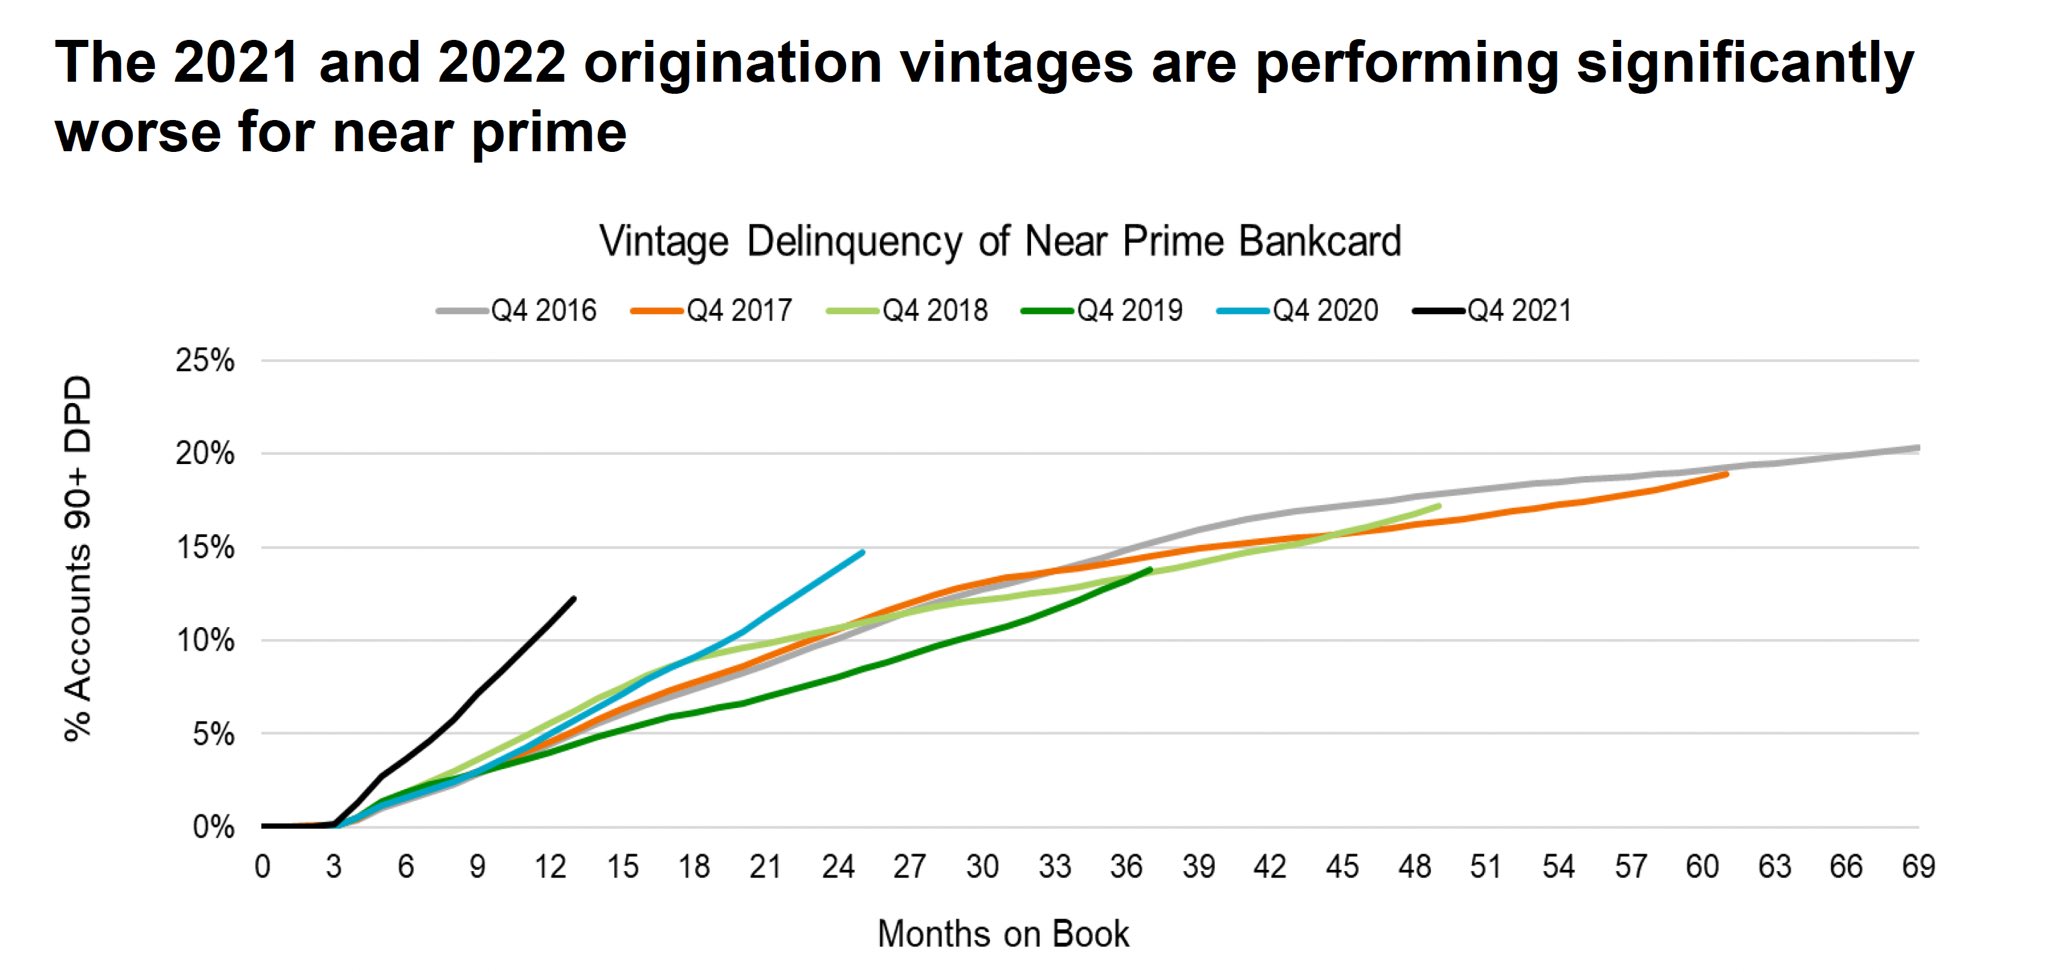 The 2021 and 2022 origination vintages are performing significantly
worse for near prime
Vintage Delinquency of Near Prime Bankcard
Q4 2016 Q4 2017 Q4 2018 Q4 2019 Q4 2020 Q4 2021
% Accounts 90+ DPD
25%
20%
15%
10%
5%
0%
0 3 6 9 12 15 18 21 24 27 30 33 36 39 42 45 48 51 54 57 60 63 66 69
Months on Book